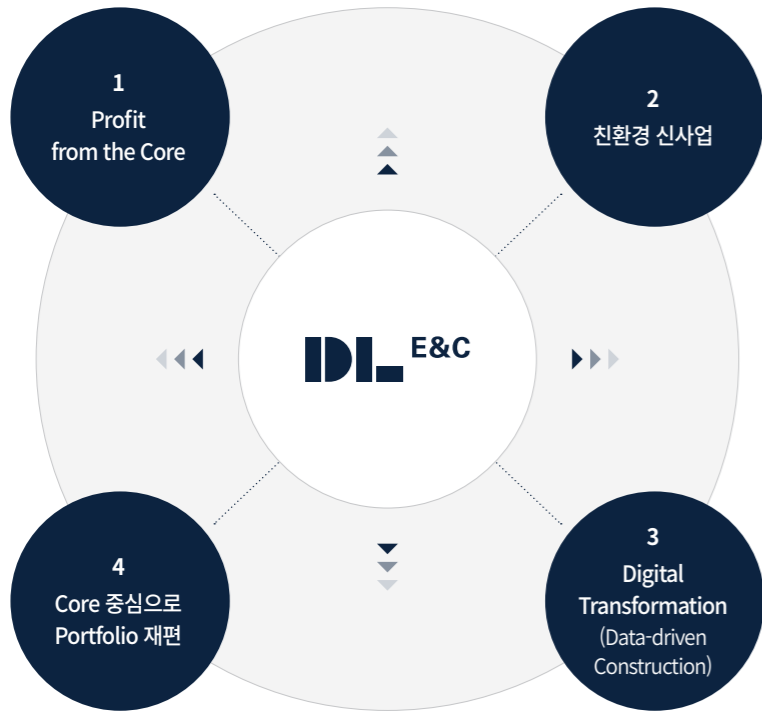 1
Profit
from the Core
2
친환경 신사업
DL E&C
4
Core 중심으로
Portfolio 재편
3
Digital
Transformation
(Data-driven
Construction)